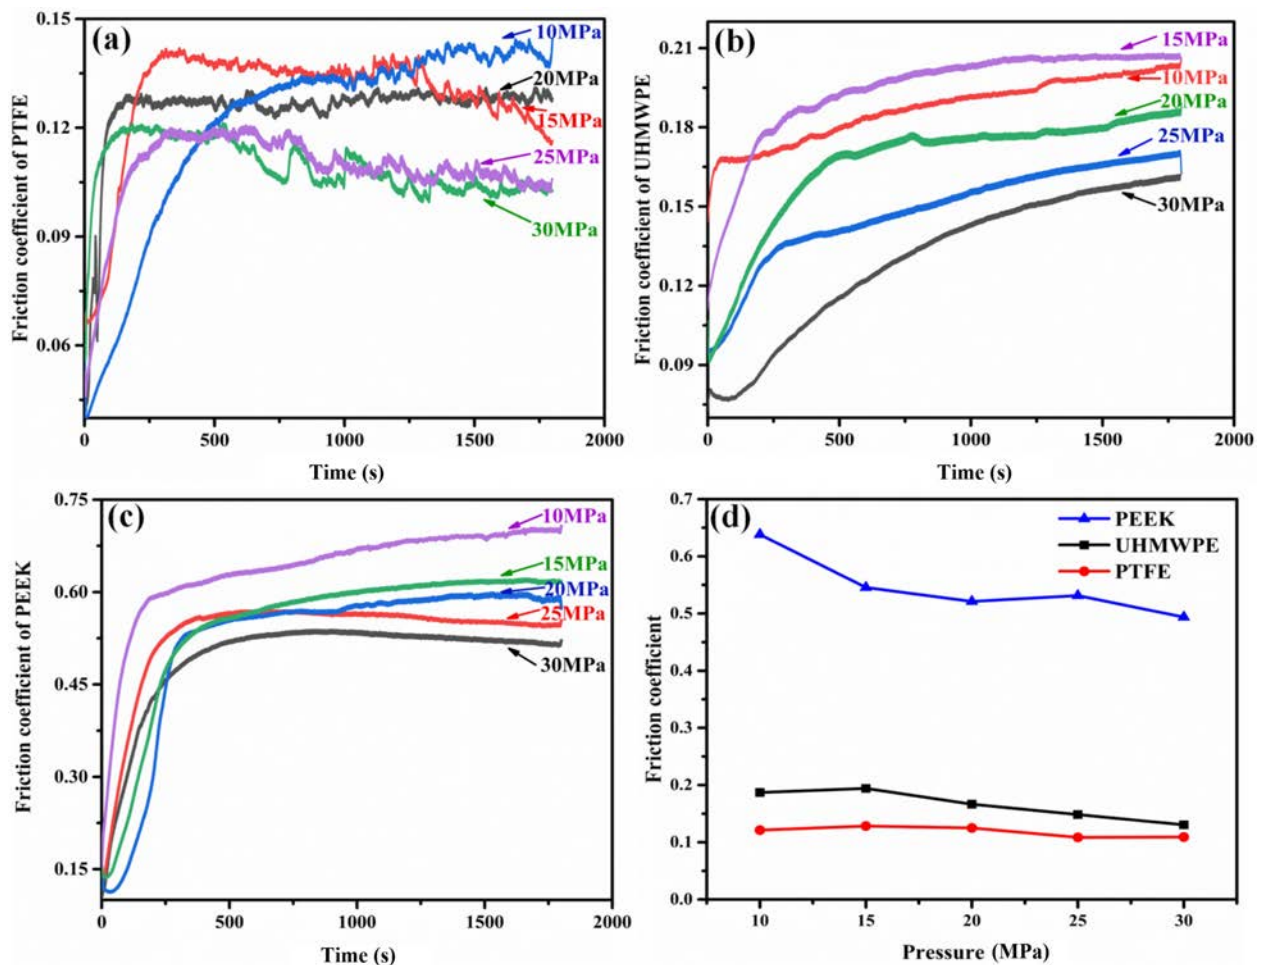 (a)
0.15
0.12
0.09
0.06
Friction coefficient of PTFE
10MPa
20MPa
15MPa
25MPa
30MPa
0
500
1000
1500
2000
Time (s)
(b)
0.21
0.18
0.15
0.12
0.09
Friction coefficient of UHMWPE
15MPa
10MPa
20MPa
25MPa
30MPa
0
500
1000
1500
2000
Time (s)
(c)
0.75
0.60
0.45
0.30
0.15
Friction coefficient of PEEK
10MPa
15MPa
20MPa
25MPa
30MPa
0
500
1000
1500
2000
Time (s)
(d)
0.7
0.6
0.5
0.4
0.3
0.2
0.1
0.0
Friction coefficient
PEEK
UHMWPE
PTFE
10
15
20
25
30
Pressure (MPa)